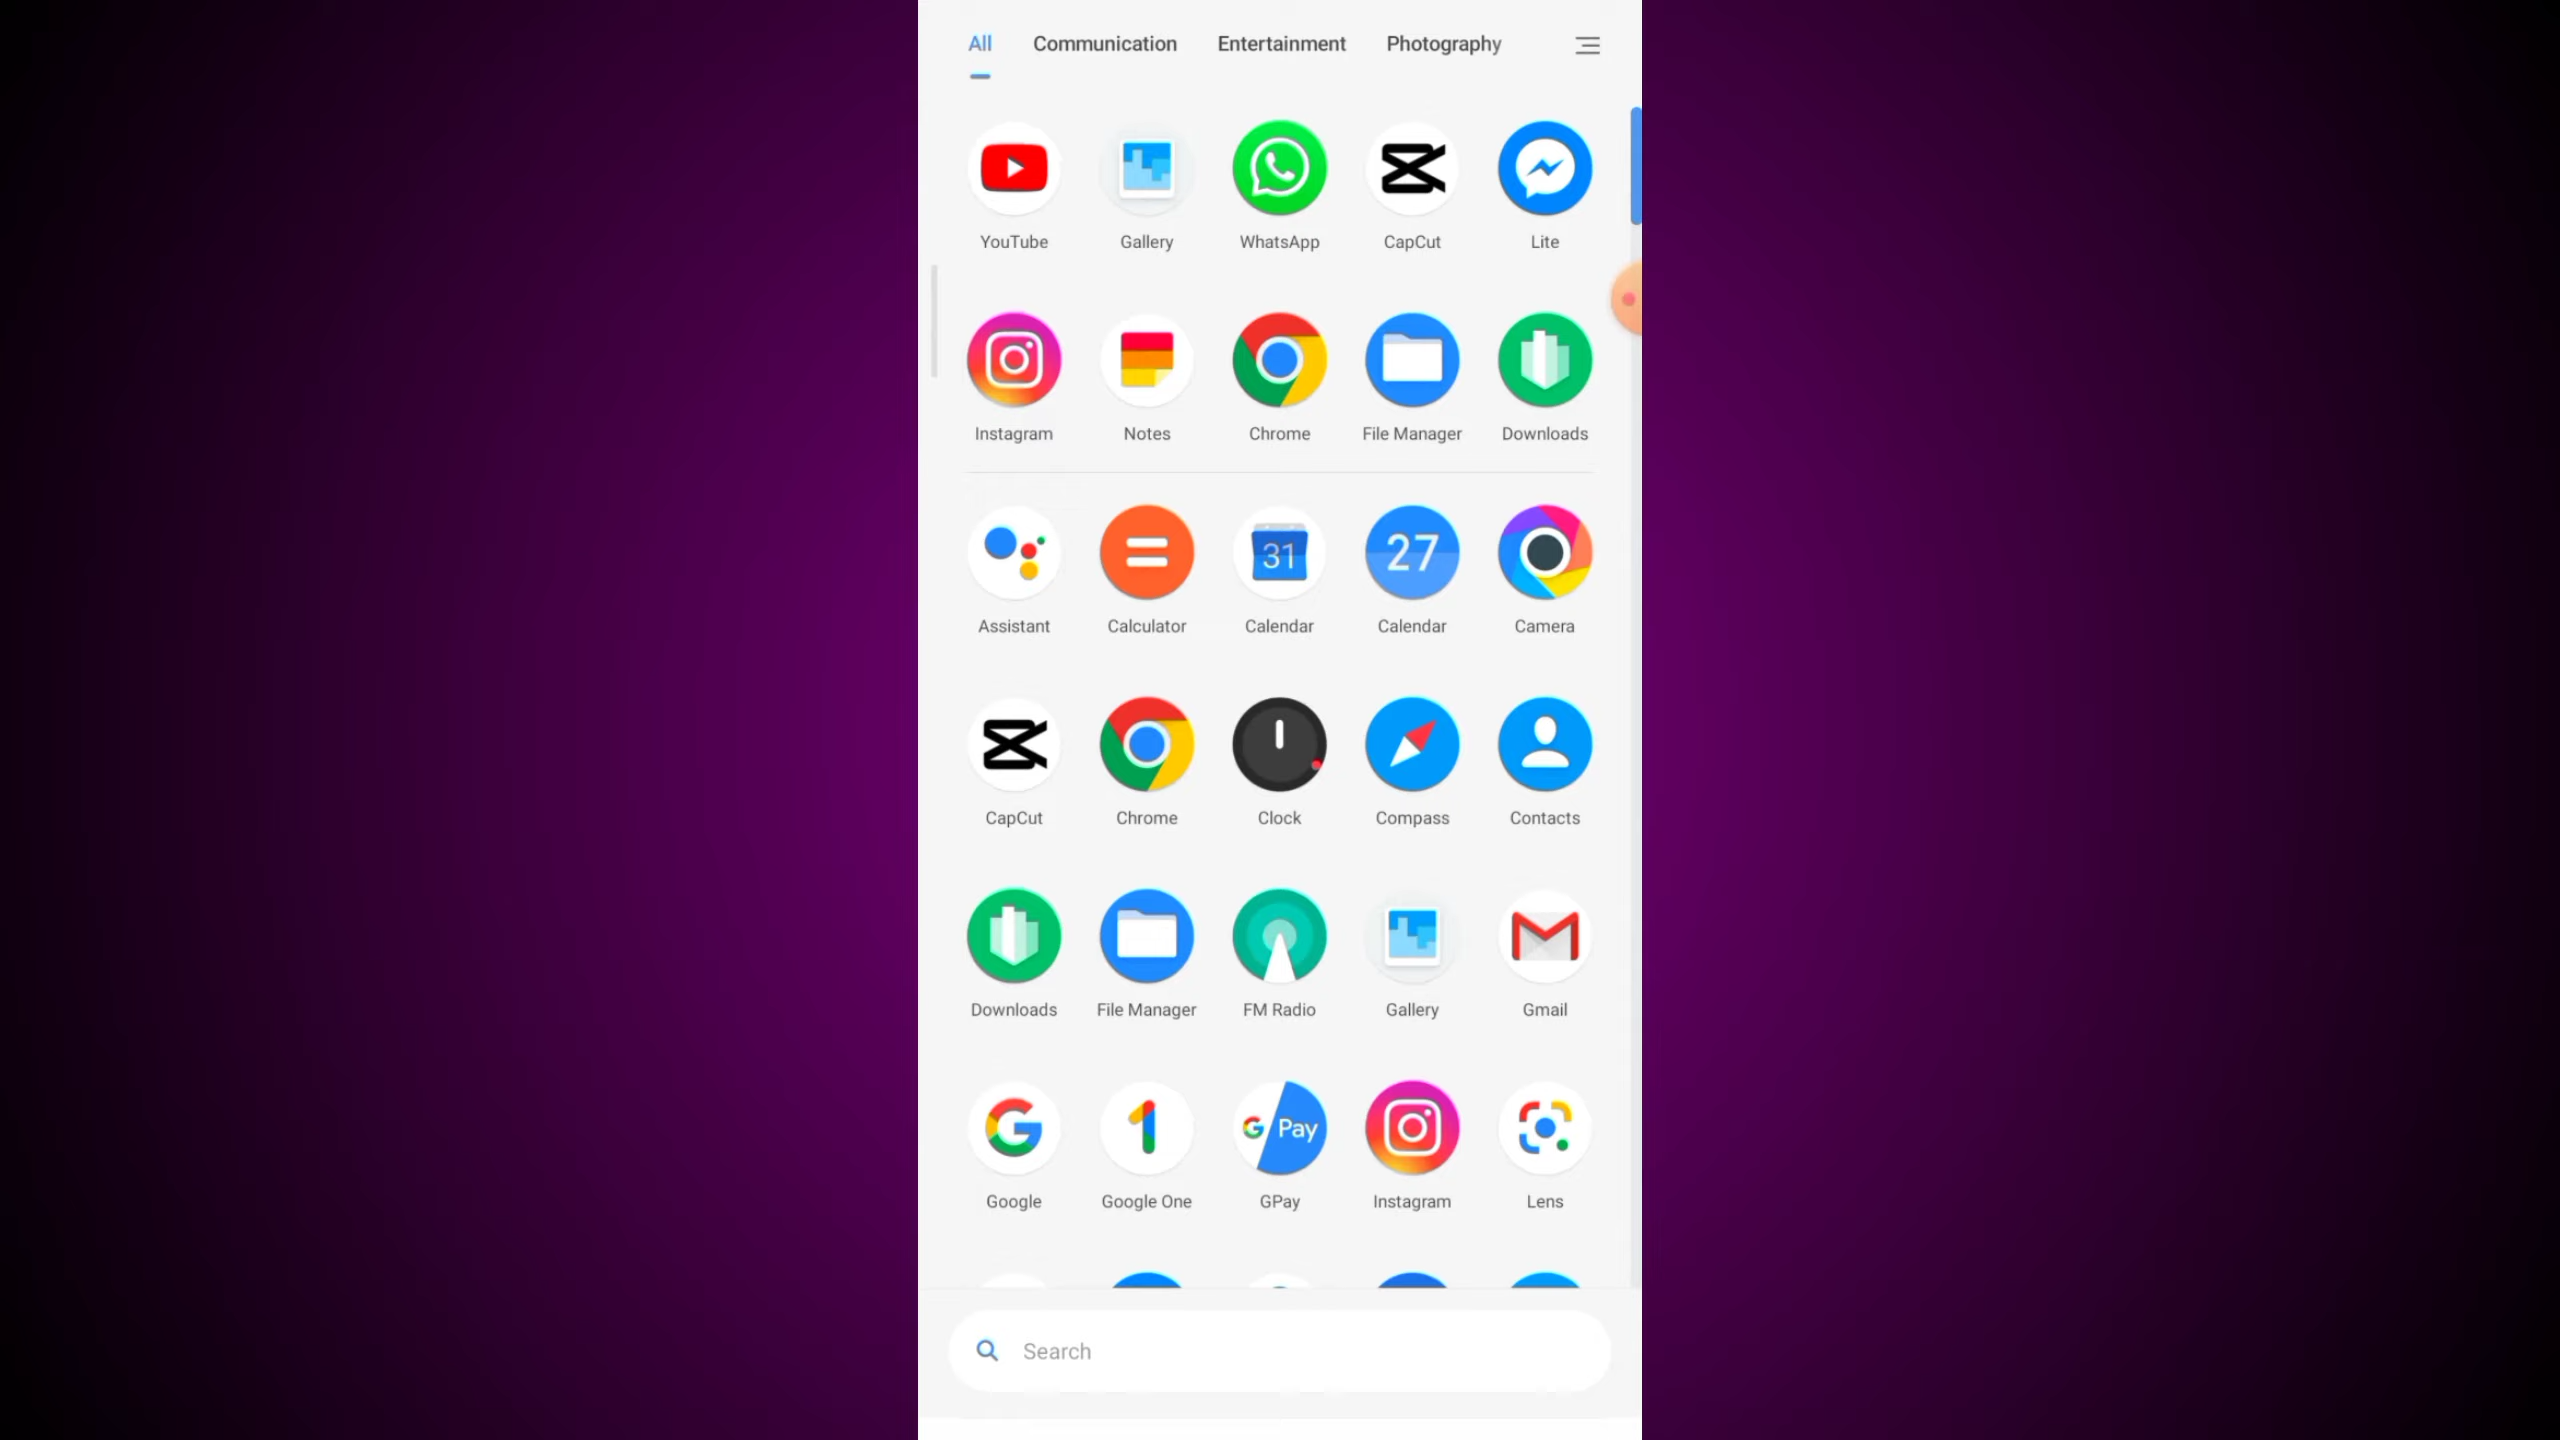 All Communication Entertainment Photography
YouTube Gallery WhatsApp CapCut Lite
Instagram Notes Chrome File Manager Downloads
31 27
Assistant Calculator Calendar Calendar Camera
CapCut Chrome Clock Compass Contacts
Downloads File Manager FM Radio Gallery Gmail
G 1 G Pay
Google Google One GPay Instagram Lens
Search